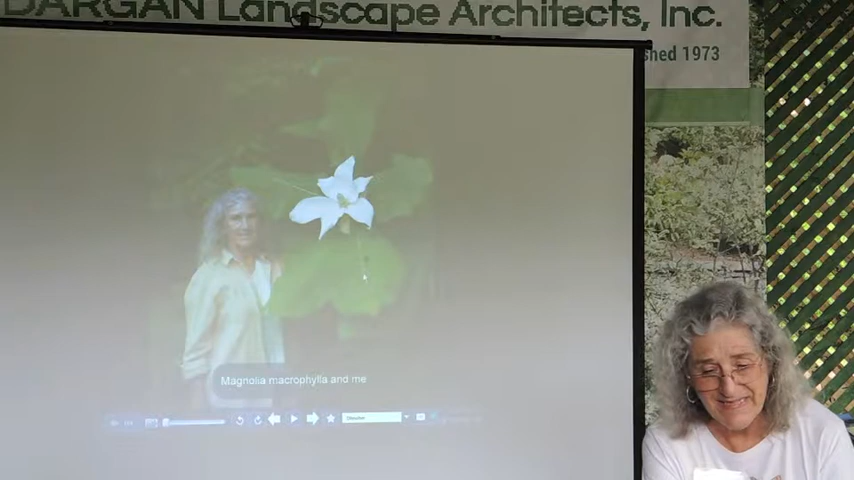 DARGAN Landscape Architects, Inc.
shed 1973
Magnolia macrophylla and me